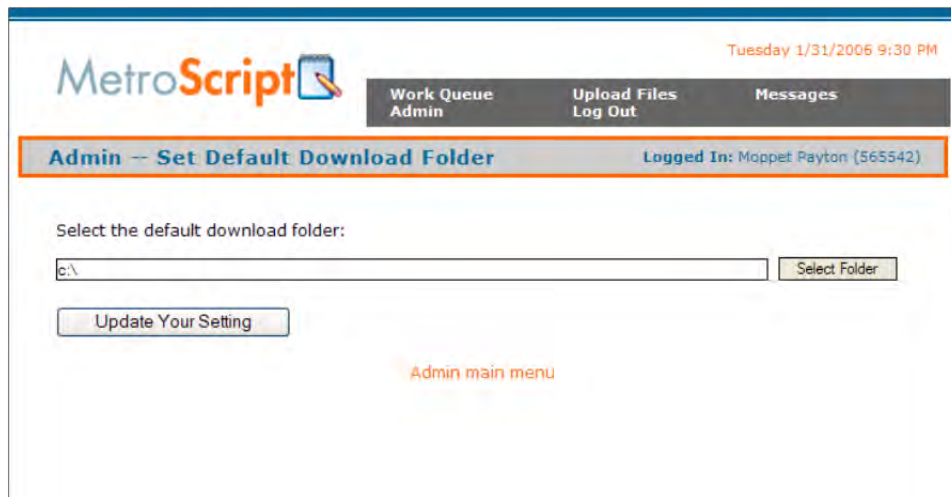 Tuesday 1/31/2006 9:30 PM
MetroScript
Work Queue Upload Files Messages
Admin Log Out
Admin -- Set Default Download Folder Logged In: Moppet Payton (565542)
Select the default download folder:
c:\ Select Folder
Update Your Setting
Admin main menu